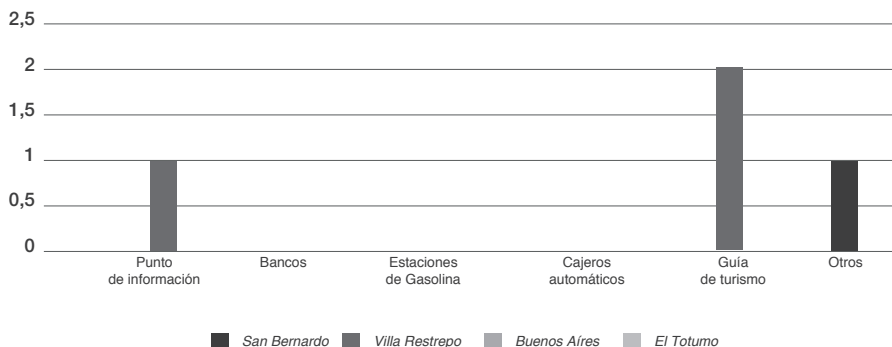 2,5
2
1,5
1
0,5
0
Punto
de información
Bancos
Estaciones
de Gasolina
Cajeros
automáticos
Guía
de turismo
Otros
San Bernardo Villa Restrepo Buenos Aíres El Totumo